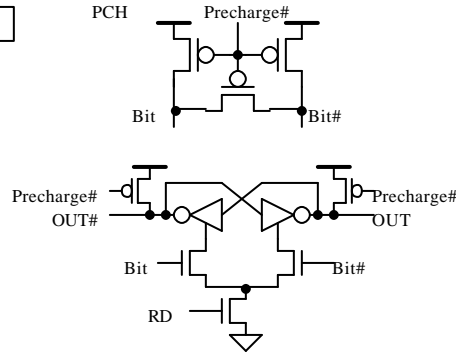 PCH Precharge#
Bit Bit#
Precharge# Precharge#
OUT# OUT
Bit Bit#
RD